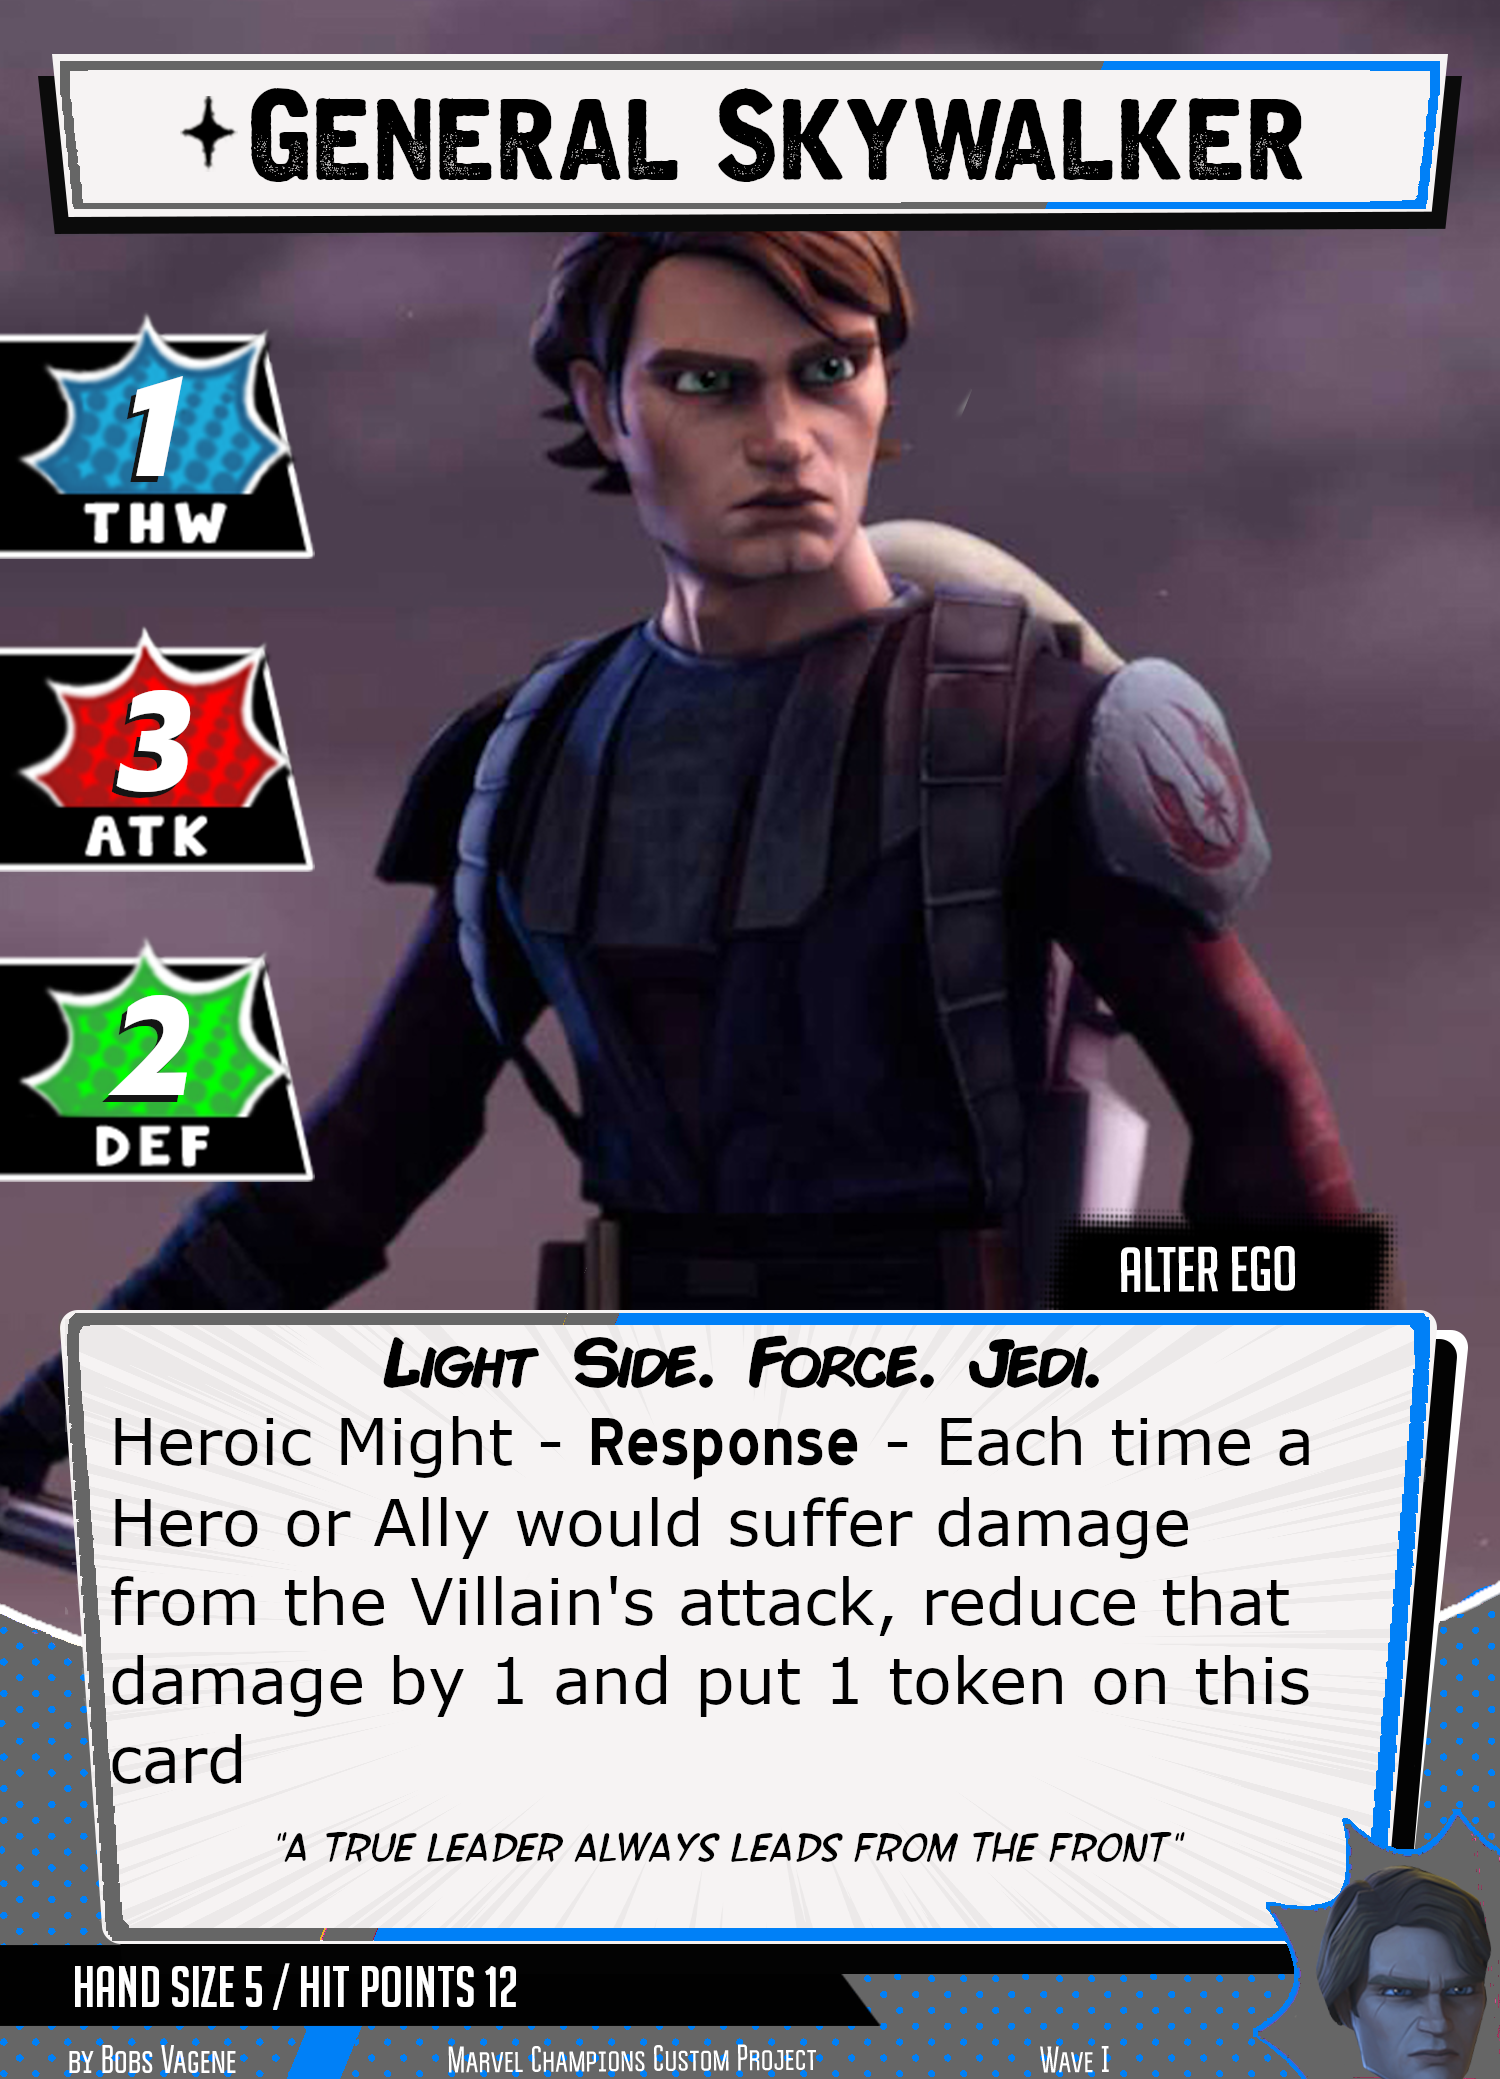 General Skywalker
1
THW
3
ATK
2
DEF
ALTER EGO
Light Side. Force. Jedi.
Heroic Might - Response - Each time a
Hero or Ally would suffer damage
from the Villain's attack, reduce that
damage by 1 and put 1 token on this
card
"A TRUE LEADER ALWAYS LEADS FROM THE FRONT"
HAND SIZE 5 / HIT POINTS 12
by Bobs Vagene
Marvel Champions Custom Project
Wave I